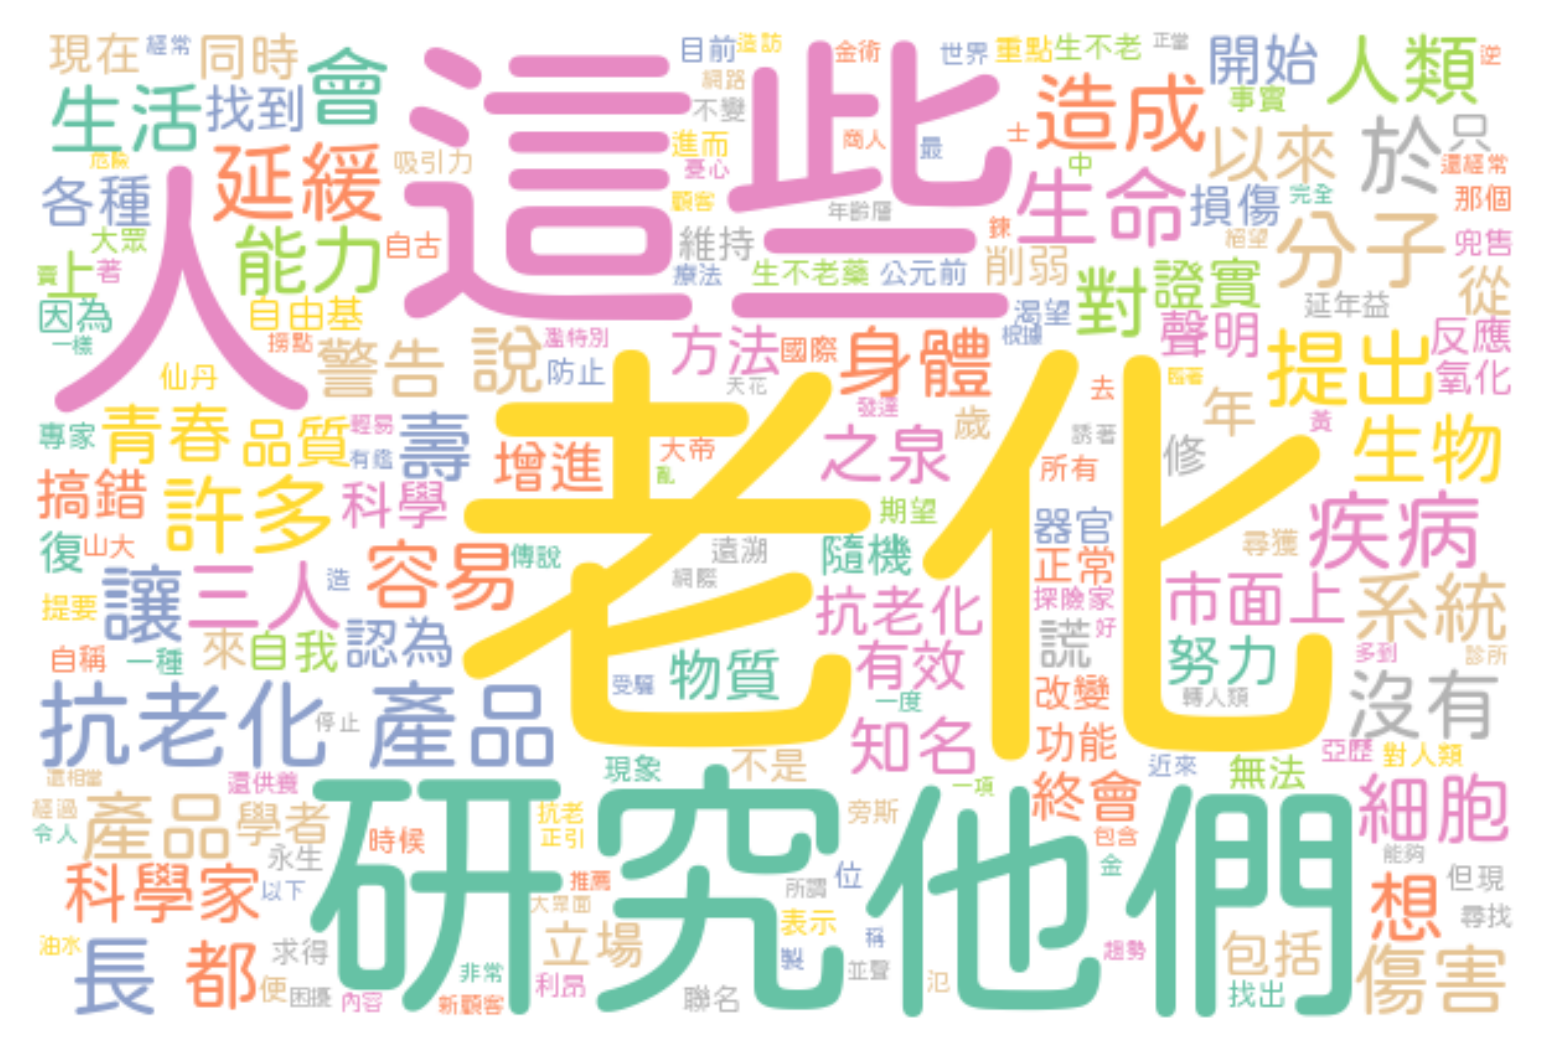 現在 經常 同時 會 目前 造訪 金術 世界 重點 生不老 正當 開始 人類 逆
生活 找到 這些 網路 不變 造成 事實 以來 於 只
危險 延緩 吸引力 進而 憂心 商人 最 士 中 還經常
各種 人 顧客 年齡層 生命 損傷 完全 那個
大眾 能力 自古 維持 鍊 削弱 絕望 分子 兜售
賣 上 著 療法 生不老藥 公元前 對 證實 從
因為 自由基 渴望 延年益
一樣 撈點 警告 說 濫特別 方法 國際 身體 根據 聲明 提出 反應
仙丹 防止 天花 去 氧化
專家 青春 品質 輕易 壽 老化 發達 歲 年 黃
有鑑 增進 大帝 之泉 誘著 修 生物
搞錯 許多 科學 亂 所有
期望 器官 疾病
復 山大 容易 傳說 遠溯 隨機 正常 尋獲
讓 三人 造 網際 探險家 市面上 系統
提要 抗老化 謊 好
自稱 一種 來 自我 認為 物質 有效 努力 多到 診所
受騙 一度 改變 轉人類 沒有
抗老化 停止 產品 知名 功能
還相當 還供養 現象 不是 近來 無法 亞歷 對人類
經過 產品 學者 研究 抗老 一項 終會 細胞
令人 時候 正引 旁斯 他們 包含
永生 金 能夠
科學家 以下 推薦 所謂 位 想 但現
大眾面 尋找
油水 長 都 求得 立場 表示 稱 包括 傷害
非常 製 並聲 趨勢
便 困擾 內容 新顧客 利昂 聯名 氾 找出